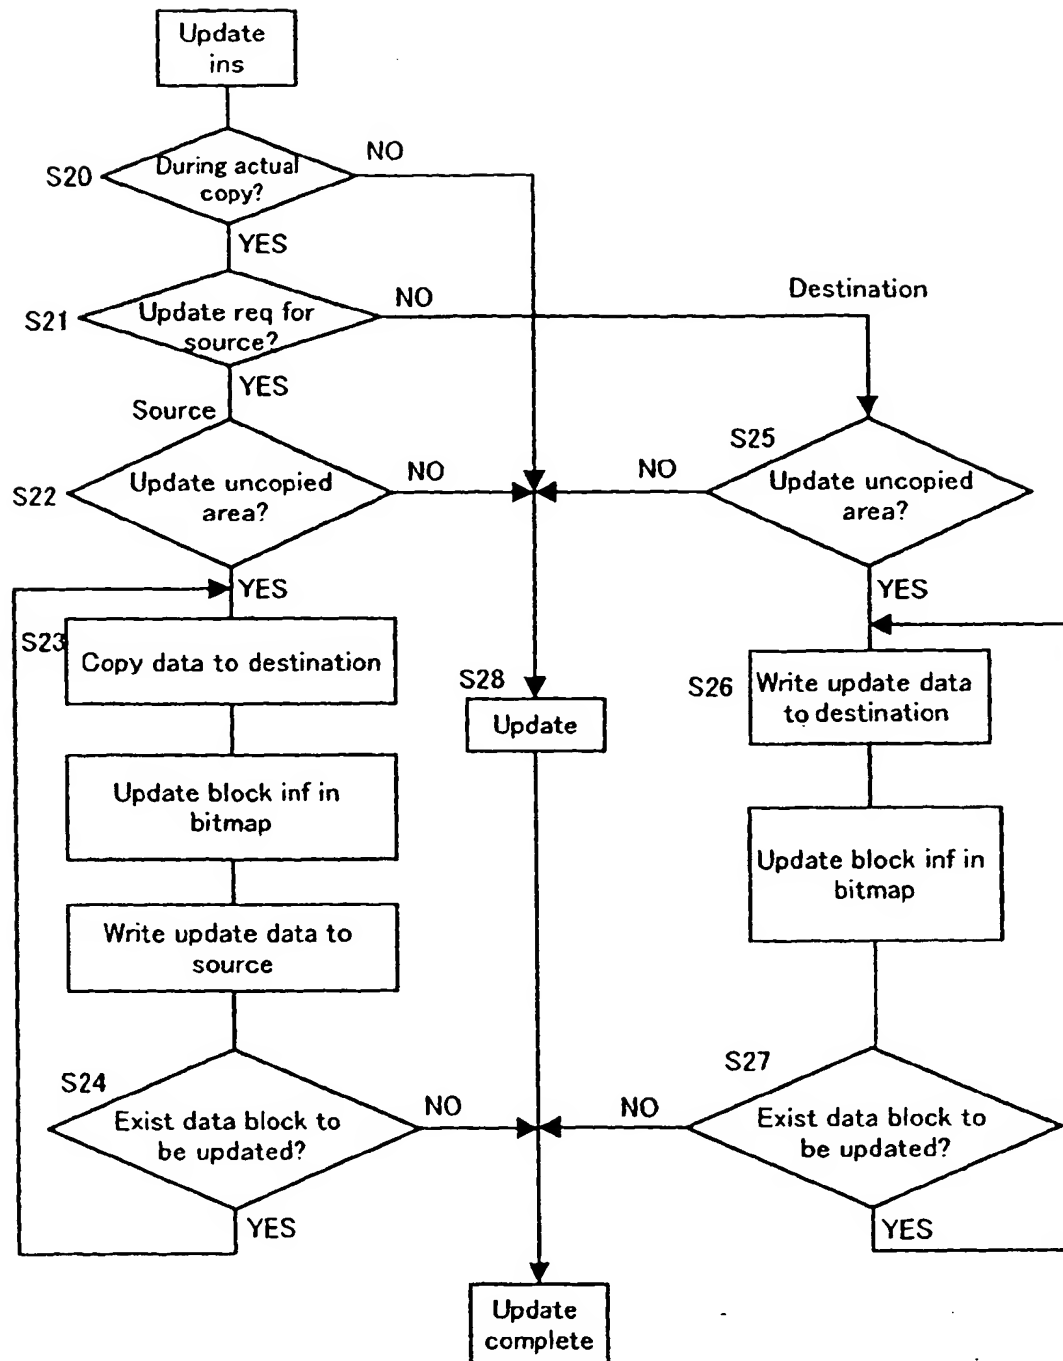 Update
ins
S20
During actual
copy?
NO
YES
S21
Update req for
source?
NO
Destination
YES
Source
S22
Update uncopied
area?
NO
S25
NO
Update uncopied
area?
YES
YES
S23
Copy data to destination
S28
Update
S26
Write update data
to destination
Update block inf in
bitmap
Update block inf in
bitmap
Write update data to
source
S24
Exist data block to
be updated?
NO
S27
NO
Exist data block to
be updated?
YES
YES
Update
complete